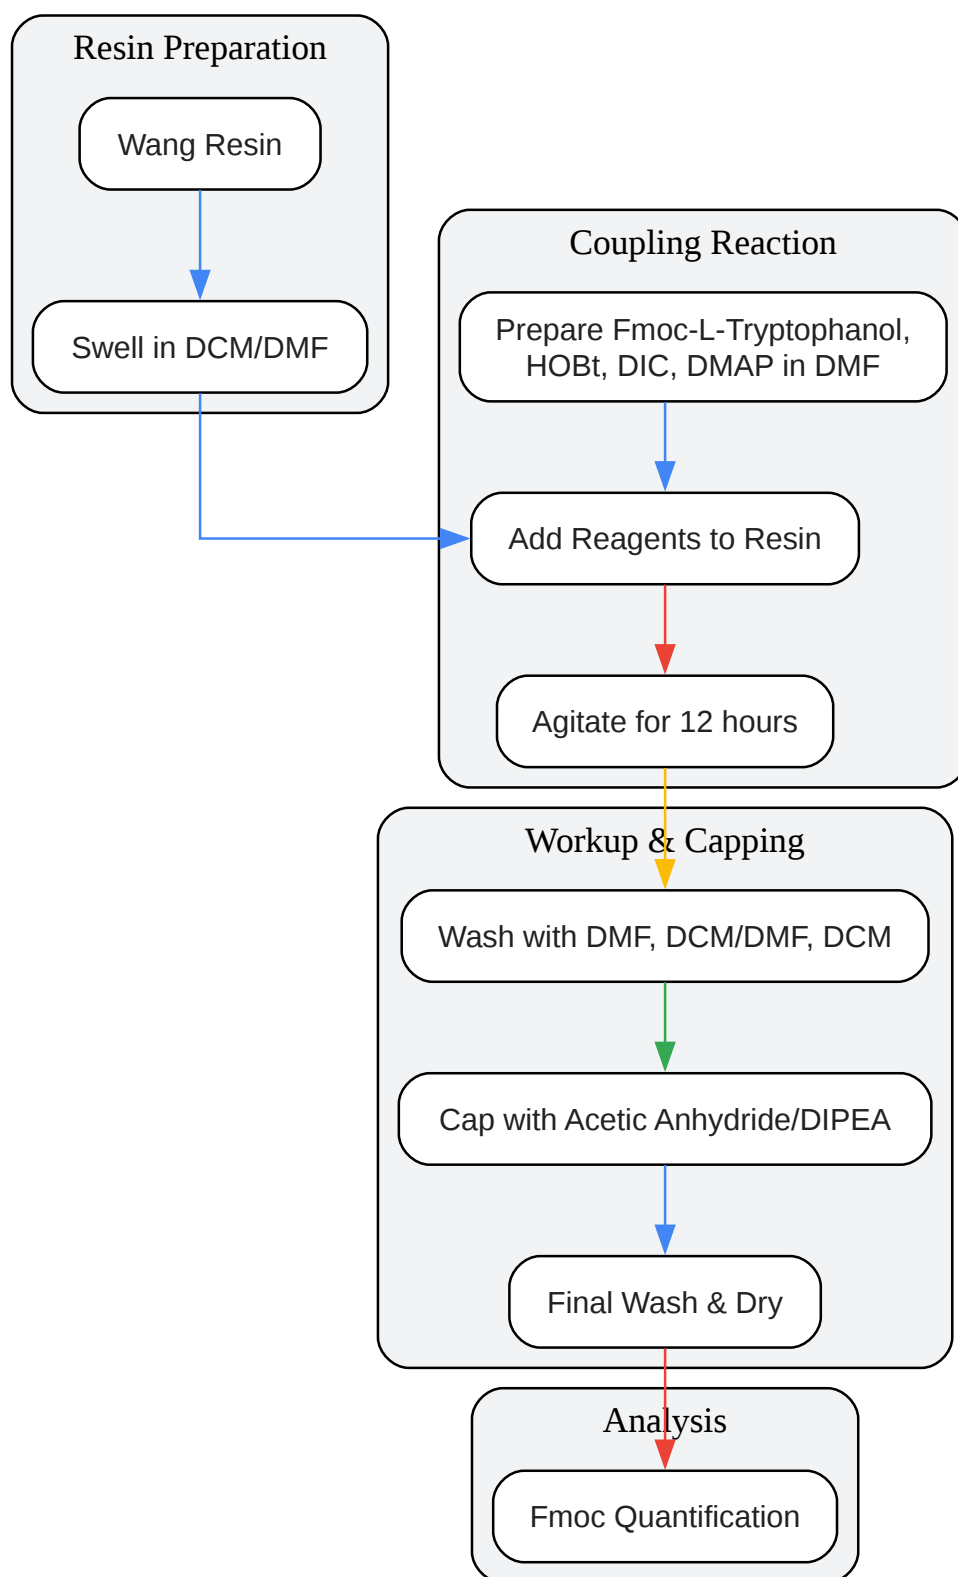 Resin Preparation
Wang Resin
Swell in DCM/DMF
Coupling Reaction
Prepare Fmoc-L-Tryptophanol,
HOBt, DIC, DMAP in DMF
Add Reagents to Resin
Agitate for 12 hours
Workup & Capping
Wash with DMF, DCM/DMF, DCM
Cap with Acetic Anhydride/DIPEA
Final Wash & Dry
Analysis
Fmoc Quantification